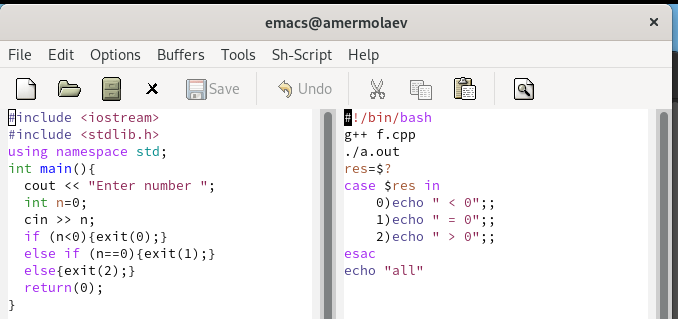 emacs@amermolaev ×
File Edit Options Buffers Tools Sh-Script Help
Save Undo
#include <iostream>
#include <stdlib.h>
using namespace std;
int main(){
  cout << "Enter number ";
  int n=0;
  cin >> n;
  if (n<0){exit(0);}
  else if (n==0){exit(1);}
  else{exit(2);}
  return(0);
}
#!/bin/bash
g++ f.cpp
./a.out
res=$?
case $res in
    0)echo " < 0";;
    1)echo " = 0";;
    2)echo " > 0";;
esac
echo "all"